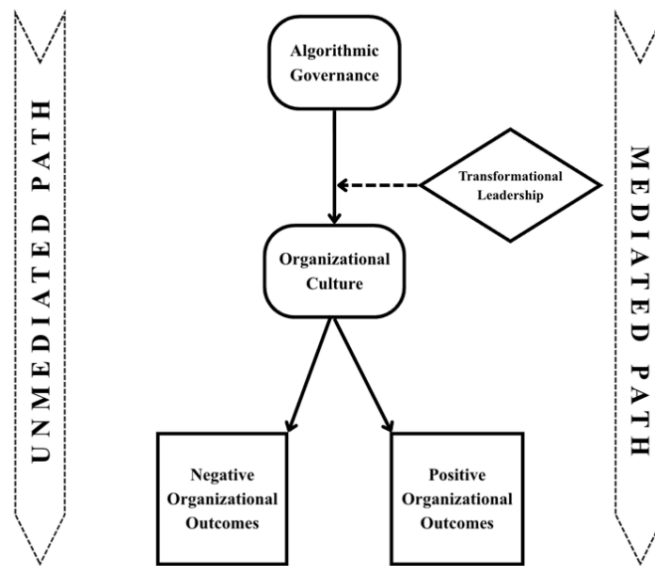 Algorithmic
Governance
UNMEDIATED PATH
MEDIATED PATH
Transformational
Leadership
Organizational
Culture
Negative
Organizational
Outcomes
Positive
Organizational
Outcomes